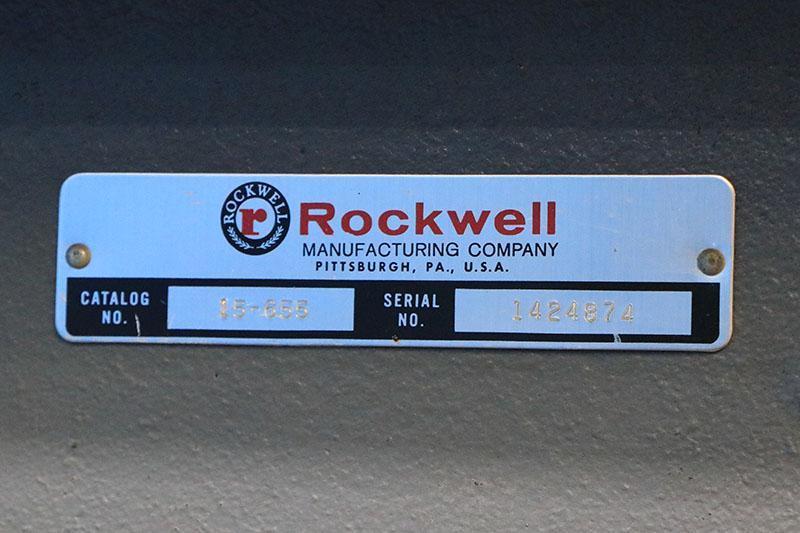 ROCKWELL
r
Rockwell
MANUFACTURING COMPANY
PITTSBURGH, PA., U.S.A.
CATALOG NO.
15-655
SERIAL NO.
1424874